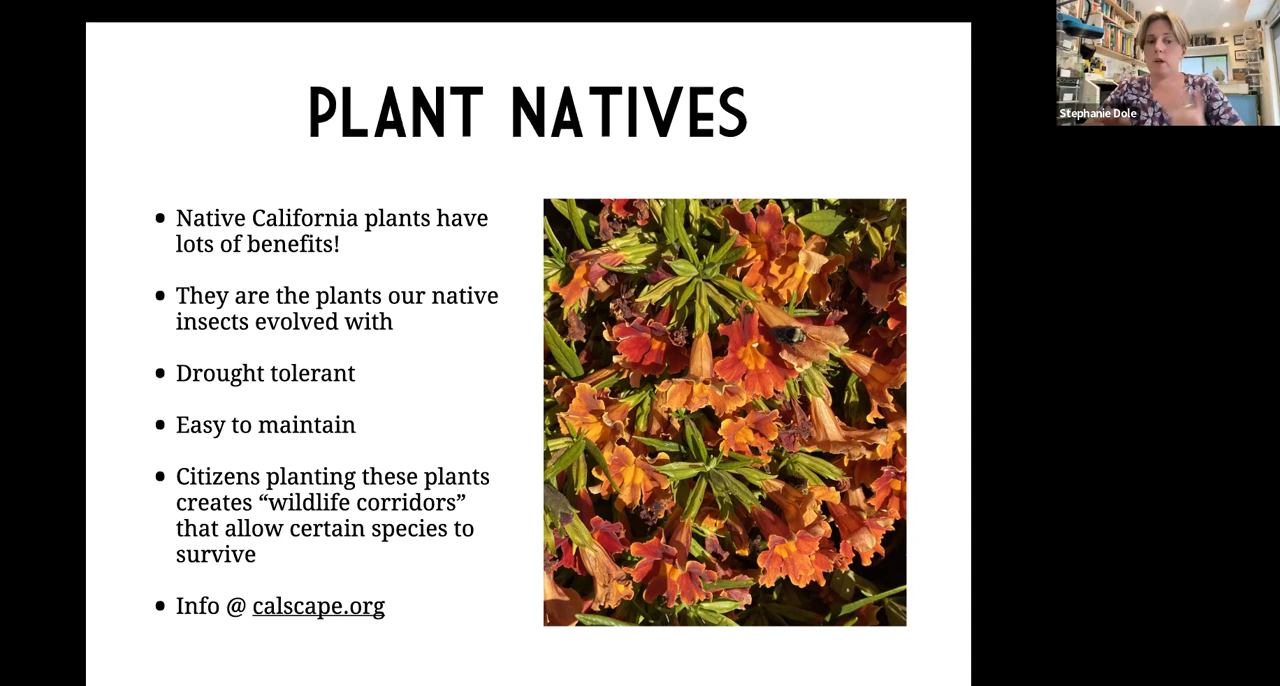 PLANT NATIVES
• Native California plants have
lots of benefits!
• They are the plants our native
insects evolved with
• Drought tolerant
• Easy to maintain
• Citizens planting these plants
creates “wildlife corridors”
that allow certain species to
survive
• Info @ calscape.org
Stephanie Dole